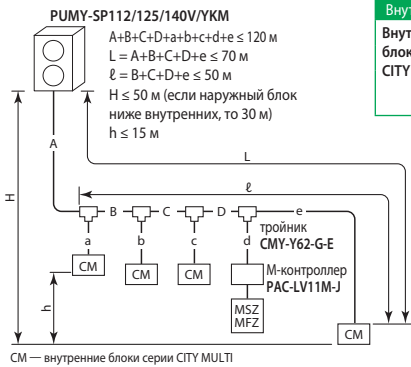 PUMY-SP112/125/140V/YKM
A+B+C+D+a+b+c+d+e ≤ 120 м
L = A+B+C+D+e ≤ 70 м
ℓ = B+C+D+e ≤ 50 м
H ≤ 50 м (если наружный блок
ниже внутренних, то 30 м)
h ≤ 15 м
Внут
Внут
блок
CITY
A
L
H
ℓ
B
C
D
e
тройник
CMY-Y62-G-E
a
b
c
d
CM
CM
CM
М-контроллер
PAC-LV11M-J
h
MSZ
MFZ
CM
CM — внутренние блоки серии CITY MULTI